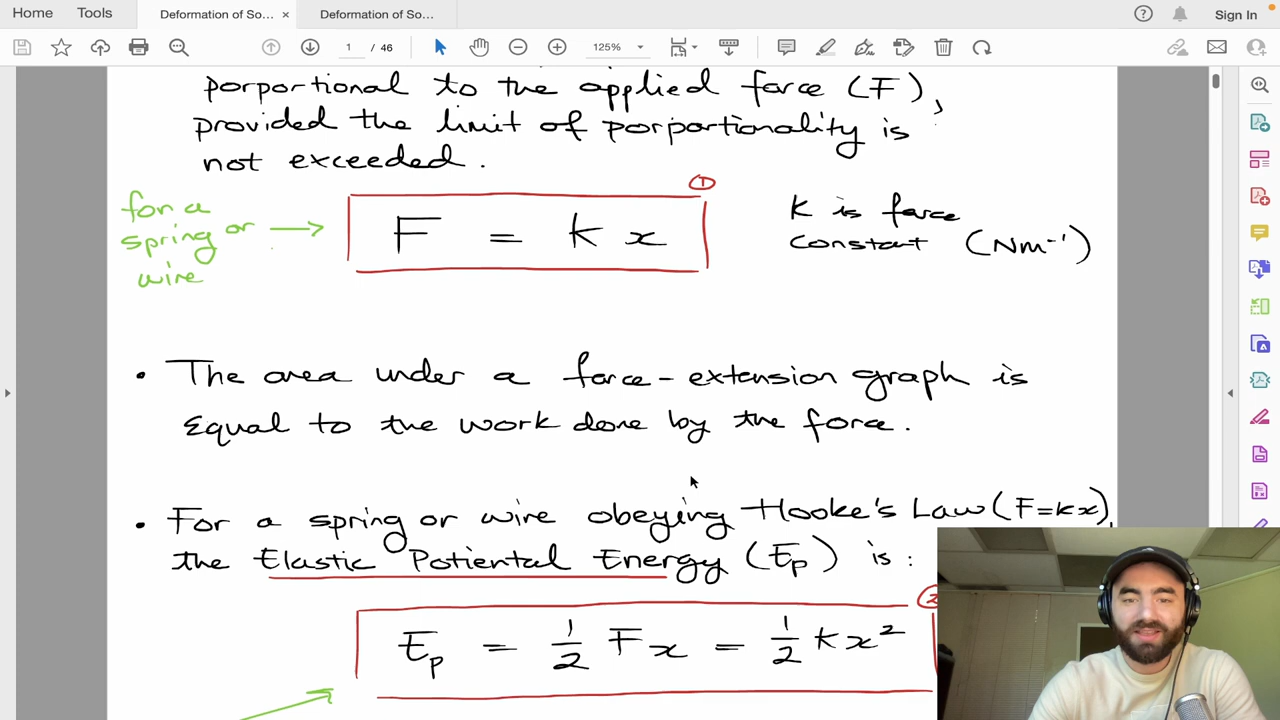 Home Tools Deformation of So... × Deformation of So... Sign In
1 / 46 125%
porportional to the applied force (F),
provided the limit of porportionality is
not exceeded.
for a
spring or
wire
①
F = k x
K is force
constant (Nm⁻¹)
• The area under a force-extension graph is
Equal to the work done by the force.
• For a spring or wire obeying Hooke's Law (F=kx),
the Elastic Potiental Energy (Ep) is:
Ep = 1/2 Fx = 1/2 Kx²